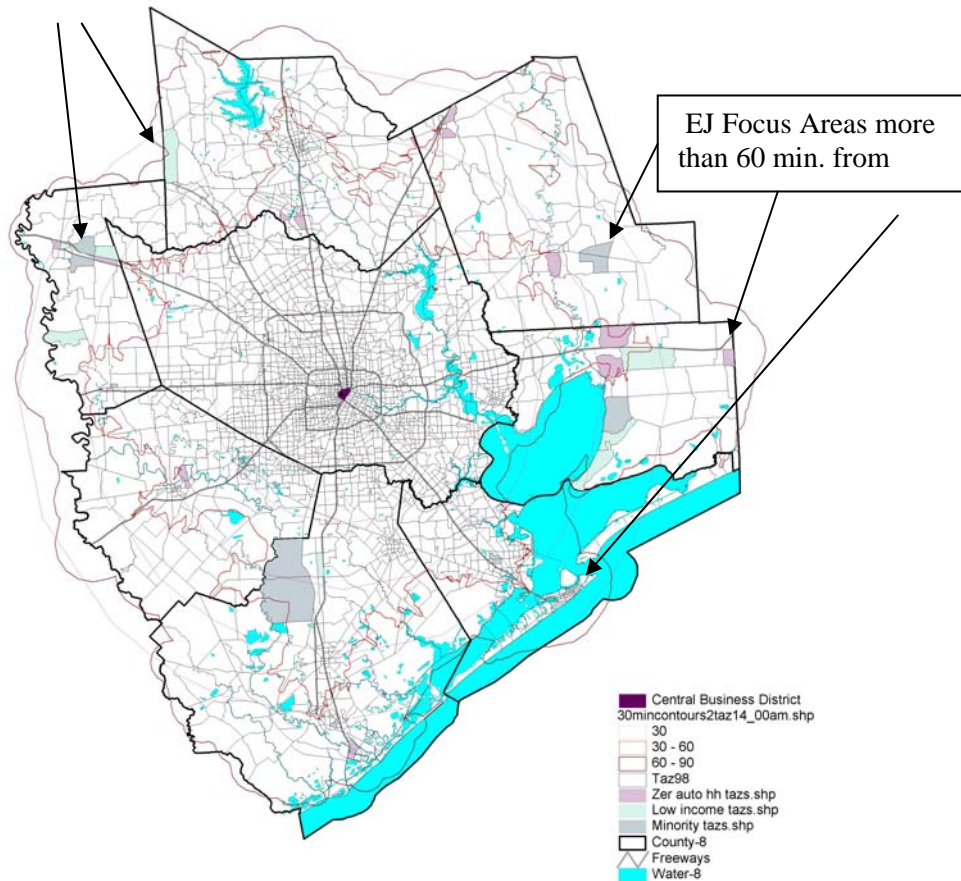 EJ Focus Areas more
than 60 min. from
Central Business District
30mincontours2taz14_00am.shp
30
30 - 60
60 - 90
Taz98
Zer auto hh tazs.shp
Low income tazs.shp
Minority tazs.shp
County-8
Freeways
Water-8